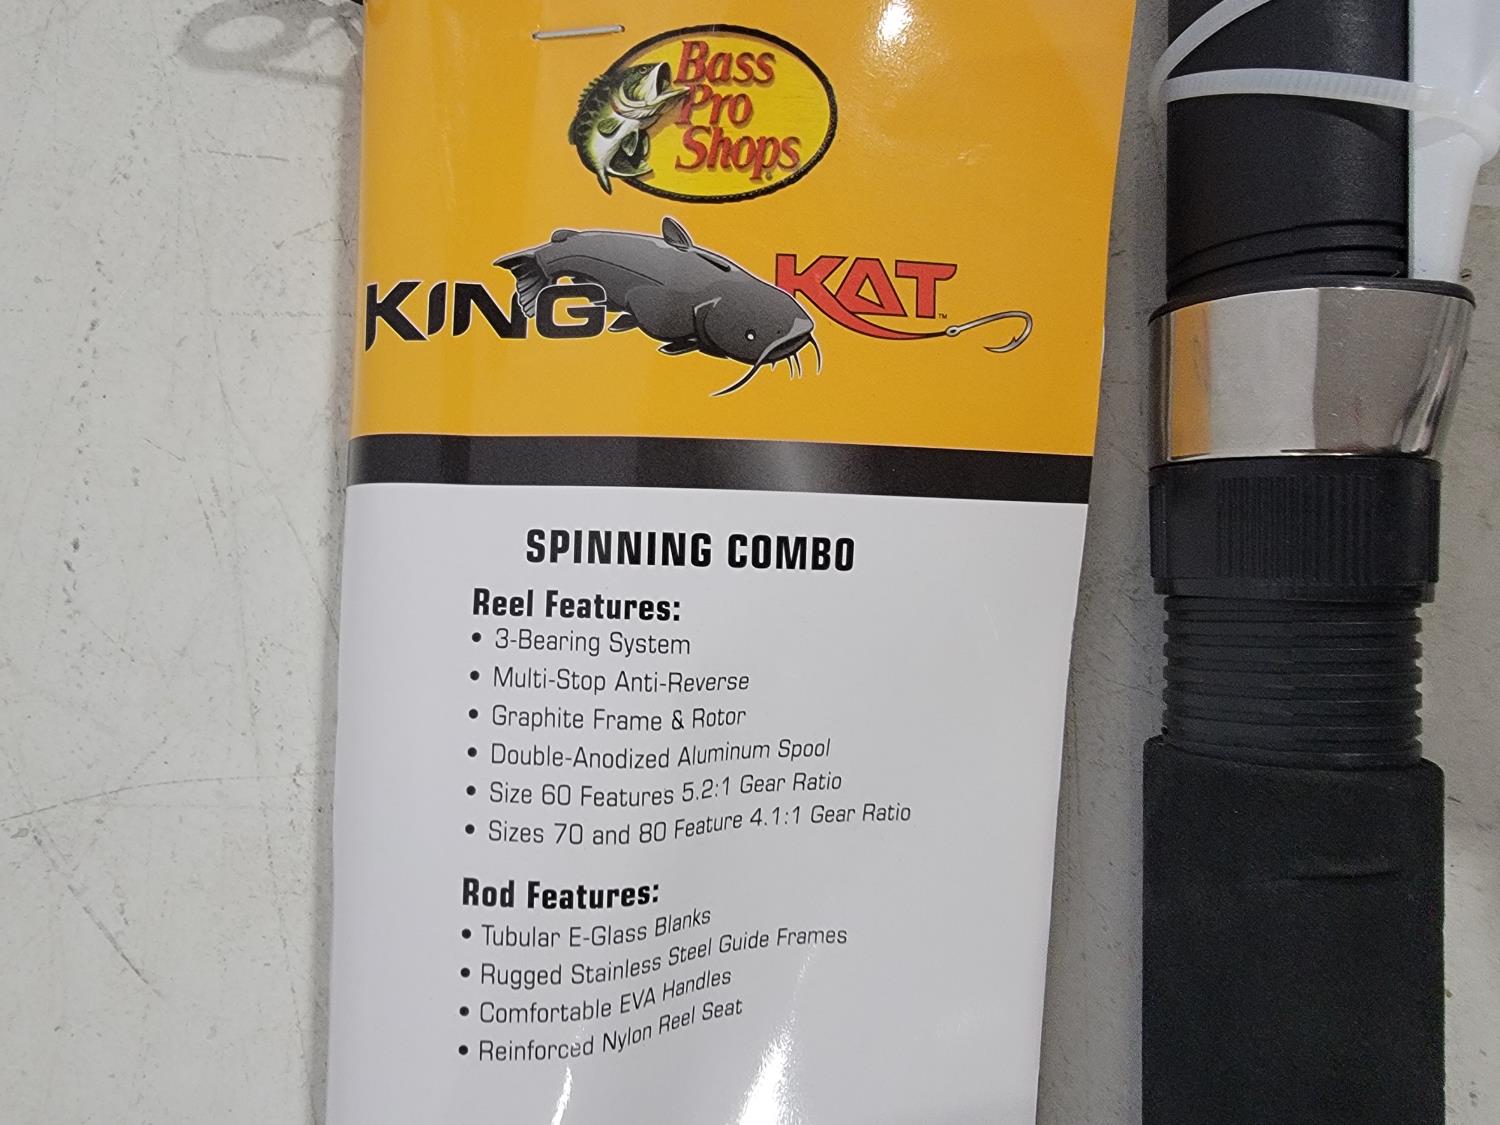 Bass
Pro
Shops
KING KAT™
SPINNING COMBO
Reel Features:
• 3-Bearing System
• Multi-Stop Anti-Reverse
• Graphite Frame & Rotor
• Double-Anodized Aluminum Spool
• Size 60 Features 5.2:1 Gear Ratio
• Sizes 70 and 80 Feature 4.1:1 Gear Ratio
Rod Features:
• Tubular E-Glass Blanks
• Rugged Stainless Steel Guide Frames
• Comfortable EVA Handles
• Reinforced Nylon Reel Seat